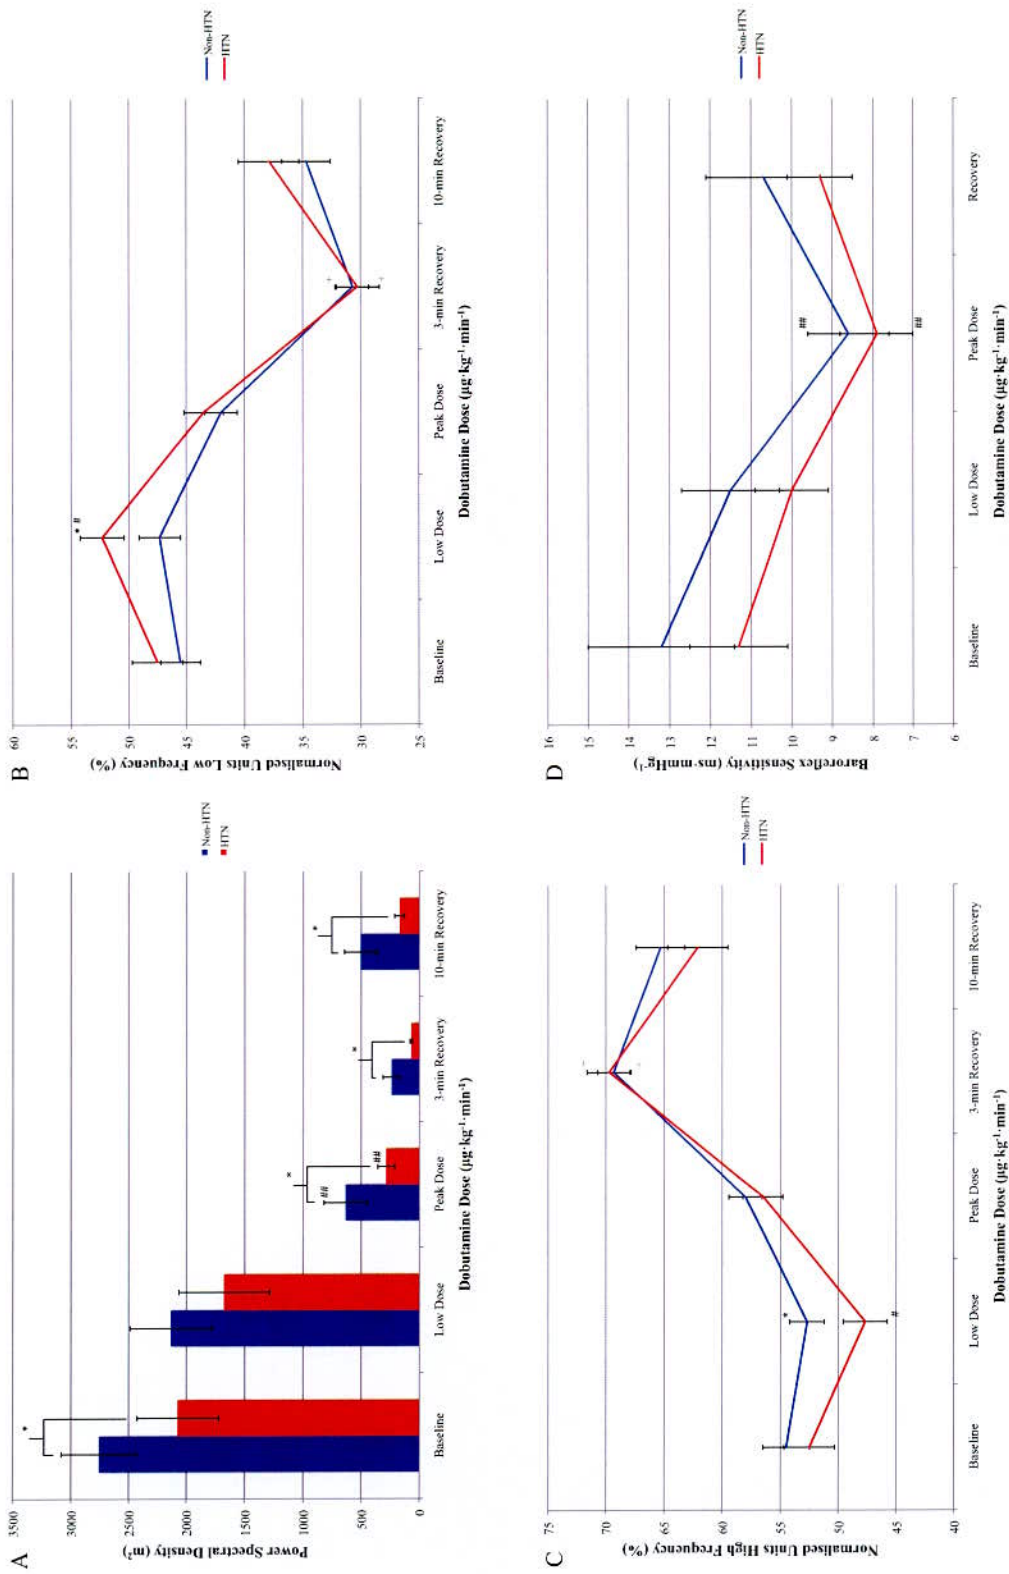 A
Power Spectral Density (m²)
3500
3000
2500
2000
1500
1000
500
0
*
*
*
*
##
##
Baseline
Low Dose
Peak Dose
3-min Recovery
10-min Recovery
Dobutamine Dose (µg·kg⁻¹·min⁻¹)
Non-HTN
HTN
B
Normalised Units Low Frequency (%)
60
55
50
45
40
35
30
25
* #
+
+
Baseline
Low Dose
Peak Dose
3-min Recovery
10-min Recovery
Dobutamine Dose (µg·kg⁻¹·min⁻¹)
Non-HTN
HTN
C
Normalised Units High Frequency (%)
75
70
65
60
55
50
45
40
*
#
Baseline
Low Dose
Peak Dose
3-min Recovery
10-min Recovery
Dobutamine Dose (µg·kg⁻¹·min⁻¹)
Non-HTN
HTN
D
Baroreflex Sensitivity (ms·mmHg⁻¹)
15
14
13
12
11
10
9
8
7
6
##
##
Baseline
Low Dose
Peak Dose
Recovery
Dobutamine Dose (µg·kg⁻¹·min⁻¹)
Non-HTN
HTN